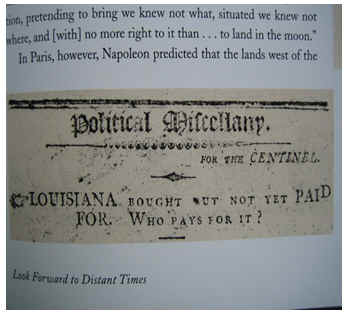 tion, pretending to bring we knew not what, situated we knew not
where, and [with] no more right to it than . . . to land in the moon."
In Paris, however, Napoleon predicted that the lands west of the
Political Miscellany.
FOR THE CENTINEL.
LOUISIANA BOUGHT BUT NOT YET PAID
FOR. WHO PAYS FOR IT?
Look Forward to Distant Times